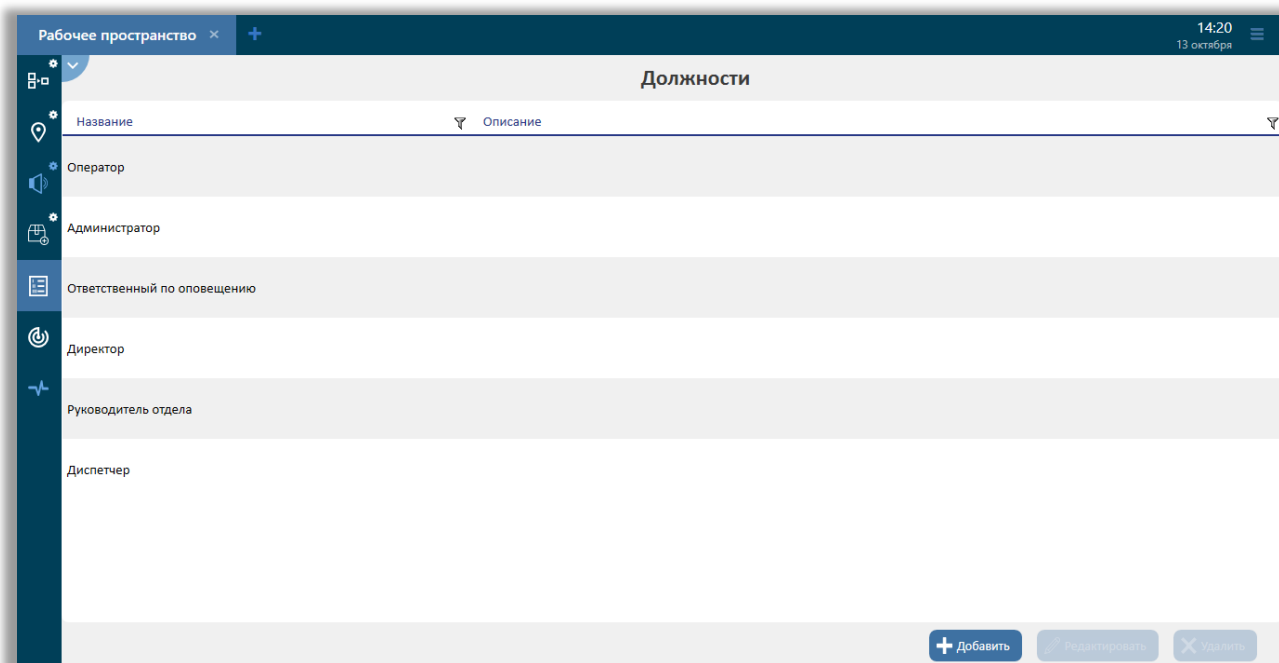 Рабочее пространство
14:20
13 октября
Должности
Название Описание
Оператор
Администратор
Ответственный по оповещению
Директор
Руководитель отдела
Диспетчер
Добавить Редактировать Удалить